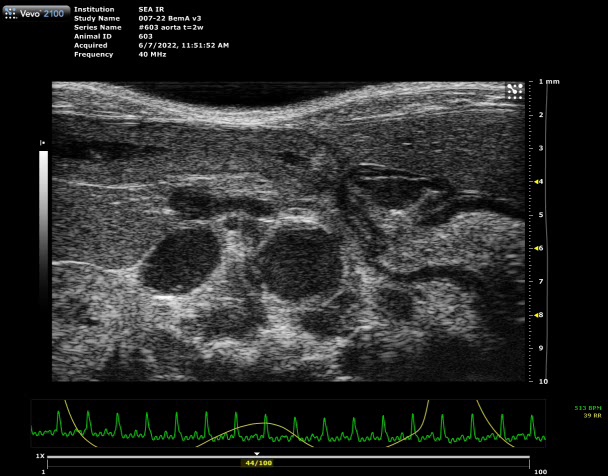 Vevo 2100
Institution SEA IR
Study Name 007-22 BemA v3
Series Name #603 aorta t=2w
Animal ID 603
Acquired 6/7/2022, 11:51:52 AM
Frequency 40 MHz
1 mm
2
3
4
5
6
7
8
9
10
513 BPM
39 RR
1X
44/100
1
100